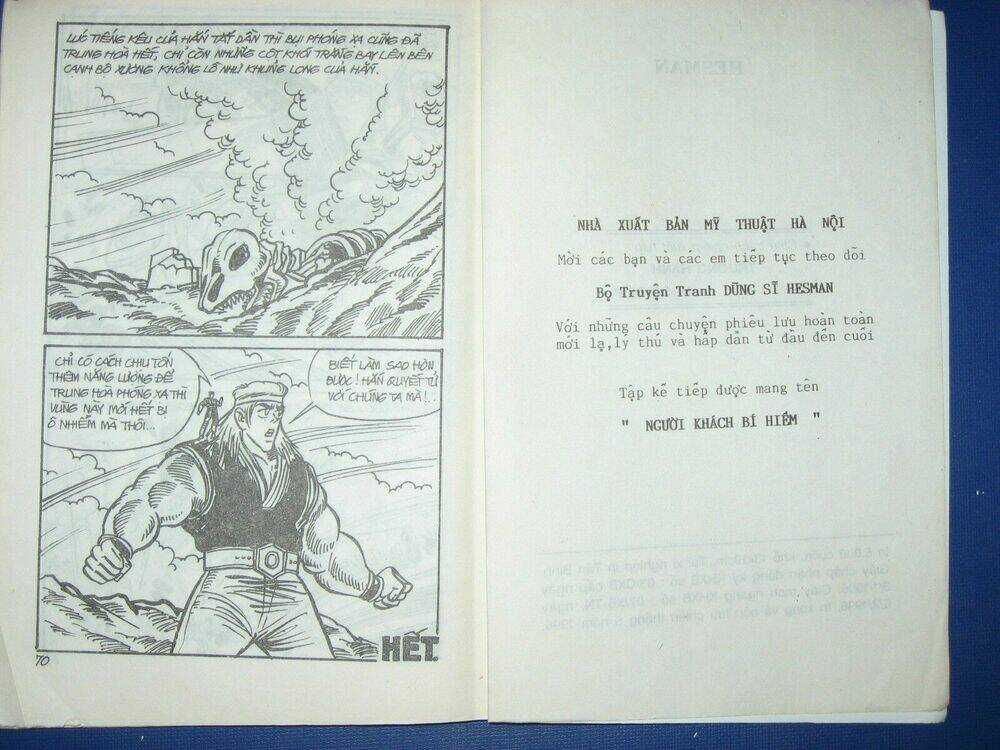 LÚC TIẾNG KÊU CỦA HẮN TẮT DẦN THÌ BỤI PHÓNG XẠ CŨNG ĐÃ
TRUNG HOÀ HẾT, CHỈ CÒN NHỮNG CỘT KHÓI TRẮNG BAY LÊN BÊN
CẠNH BỘ XƯƠNG KHỔNG LỒ NHƯ KHỦNG LONG CỦA HẮN.
CHỈ CÓ CÁCH CHỊU TỐN
THÊM NĂNG LƯỢNG ĐỂ
TRUNG HOÀ PHÓNG XẠ THÌ
VÙNG NÀY MỚI HẾT BỊ
Ô NHIỄM MÀ THÔI...
BIẾT LÀM SAO HƠN
ĐƯỢC! HẮN QUYẾT TỬ
VỚI CHÚNG TA MÀ!..
HẾT.
70
NHÀ XUẤT BẢN MỸ THUẬT HÀ NỘI
Mời các bạn và các em tiếp tục theo dõi
Bộ Truyện Tranh DŨNG SĨ HESMAN
Với những câu chuyện phiêu lưu hoàn toàn
mới lạ,lý thú và hấp dẫn từ đầu đến cuối
Tập kế tiếp được mang tên
" NGƯỜI KHÁCH BÍ HIỂM "
HESMAN